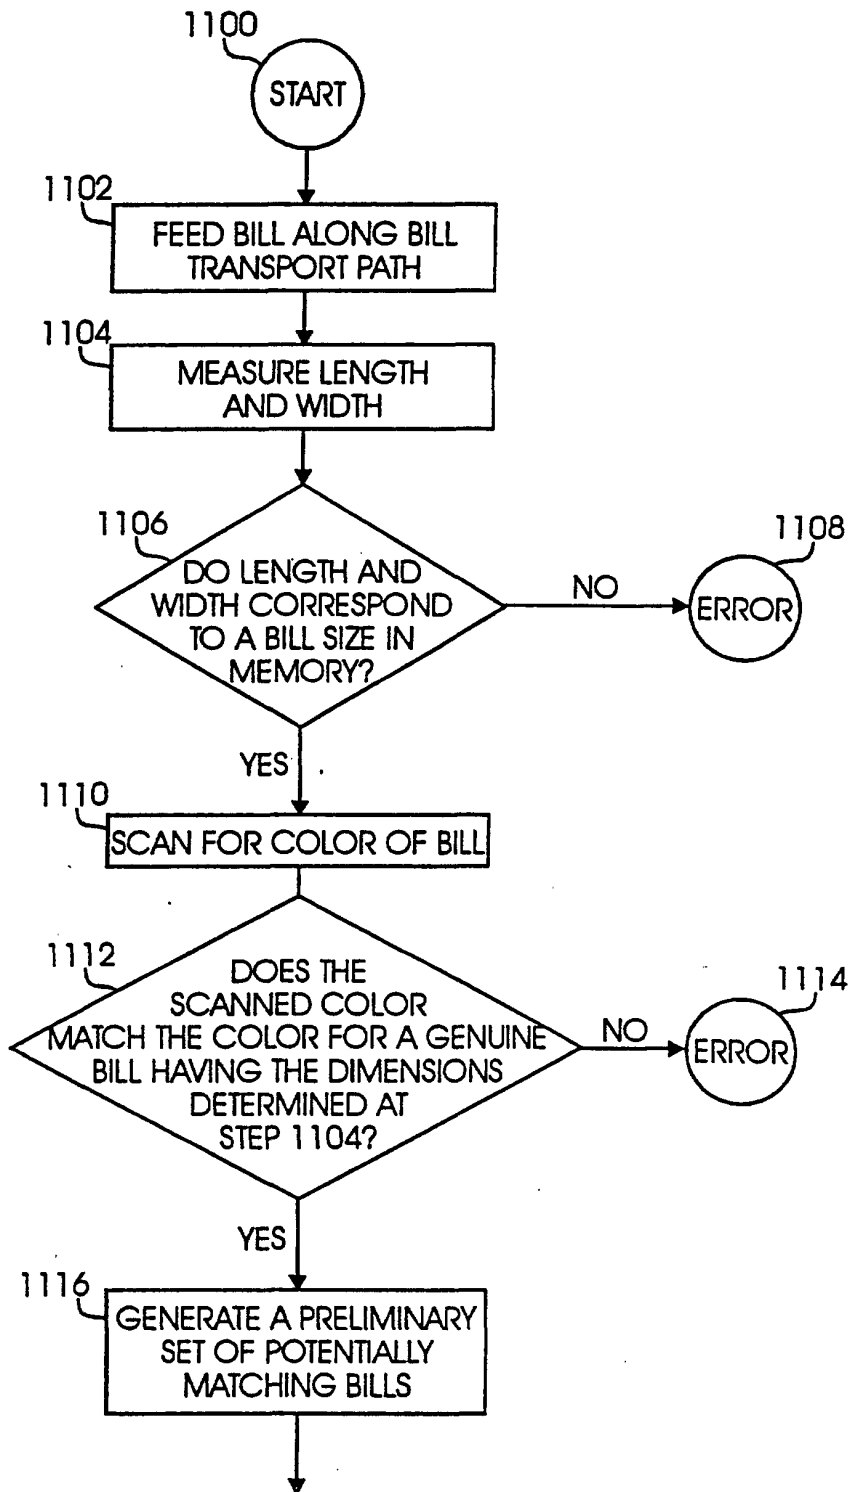 1100
START
1102
FEED BILL ALONG BILL
TRANSPORT PATH
1104
MEASURE LENGTH
AND WIDTH
1106
DO LENGTH AND
WIDTH CORRESPOND
TO A BILL SIZE IN
MEMORY?
NO
1108
ERROR
YES
1110
SCAN FOR COLOR OF BILL
1112
DOES THE
SCANNED COLOR
MATCH THE COLOR FOR A GENUINE
BILL HAVING THE DIMENSIONS
DETERMINED AT
STEP 1104?
NO
1114
ERROR
YES
1116
GENERATE A PRELIMINARY
SET OF POTENTIALLY
MATCHING BILLS